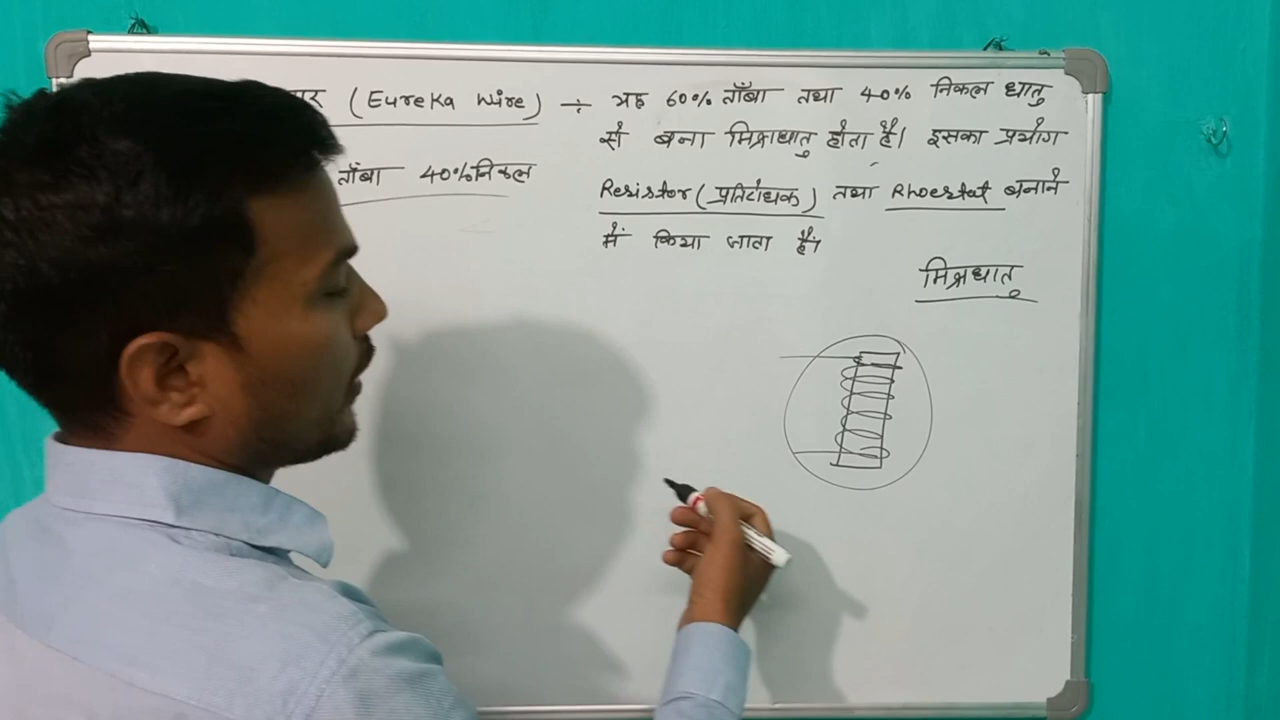 (Eureka Wire) ÷ यह 60% ताँबा तथा 40% निकल धातु
से बना मिश्रधातु होता है। इसका प्रयोग
ताँबा 40% निकल
Resistor (प्रतिरोधक) तथा Rhoestat बनाने
में किया जाता है।
मिश्रधातु